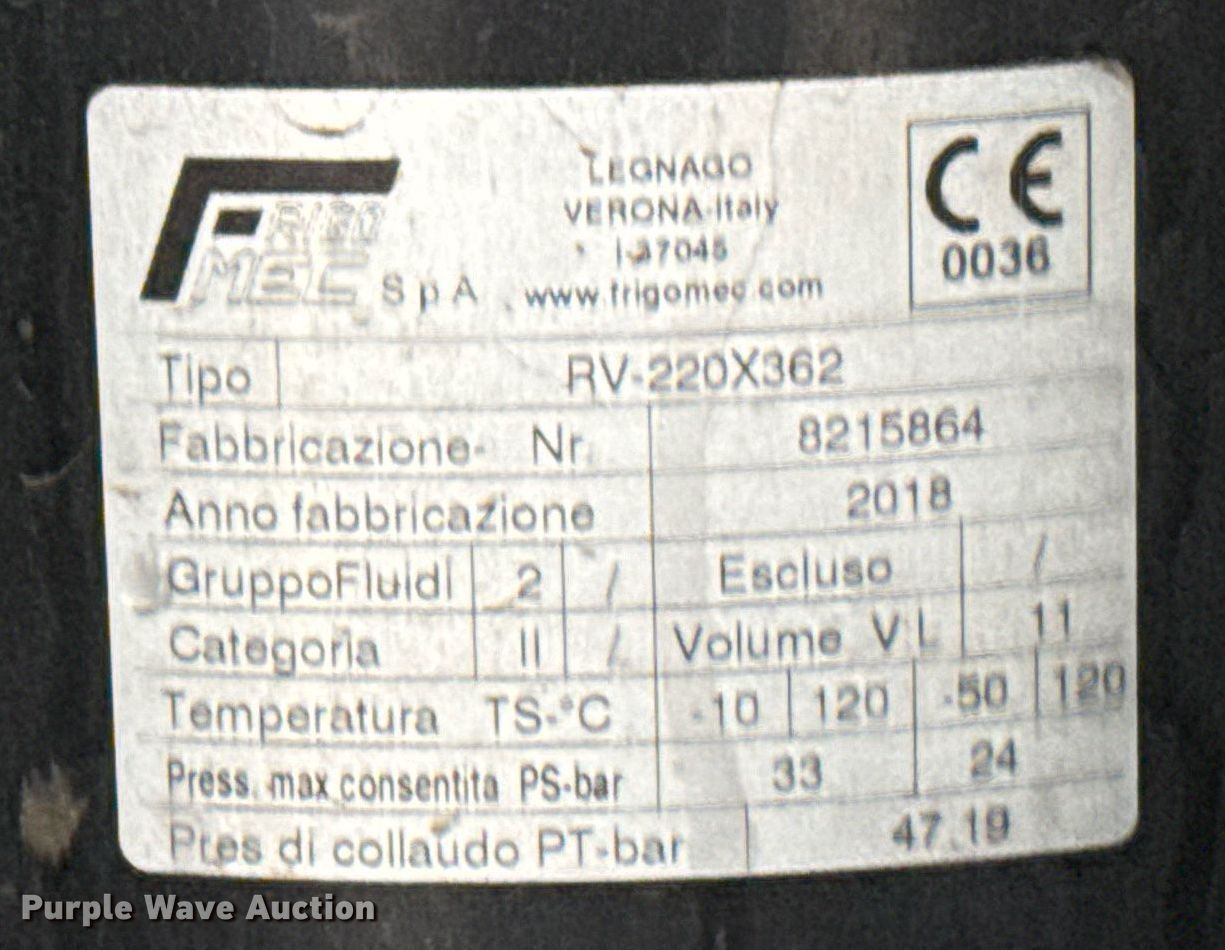 FRIGO
MEC SpA
LEGNAGO
VERONA-Italy
I-37045
www.frigomec.com
CE
0036
Tipo RV-220X362
Fabbricazione- Nr. 8215864
Anno fabbricazione 2018
GruppoFluidi 2 / Escluso /
Categoria II / Volume V L 11
Temperatura TS-°C -10 120 -50 120
Press. max consentita PS-bar 33 24
Pres di collaudo PT-bar 47.19
Purple Wave Auction